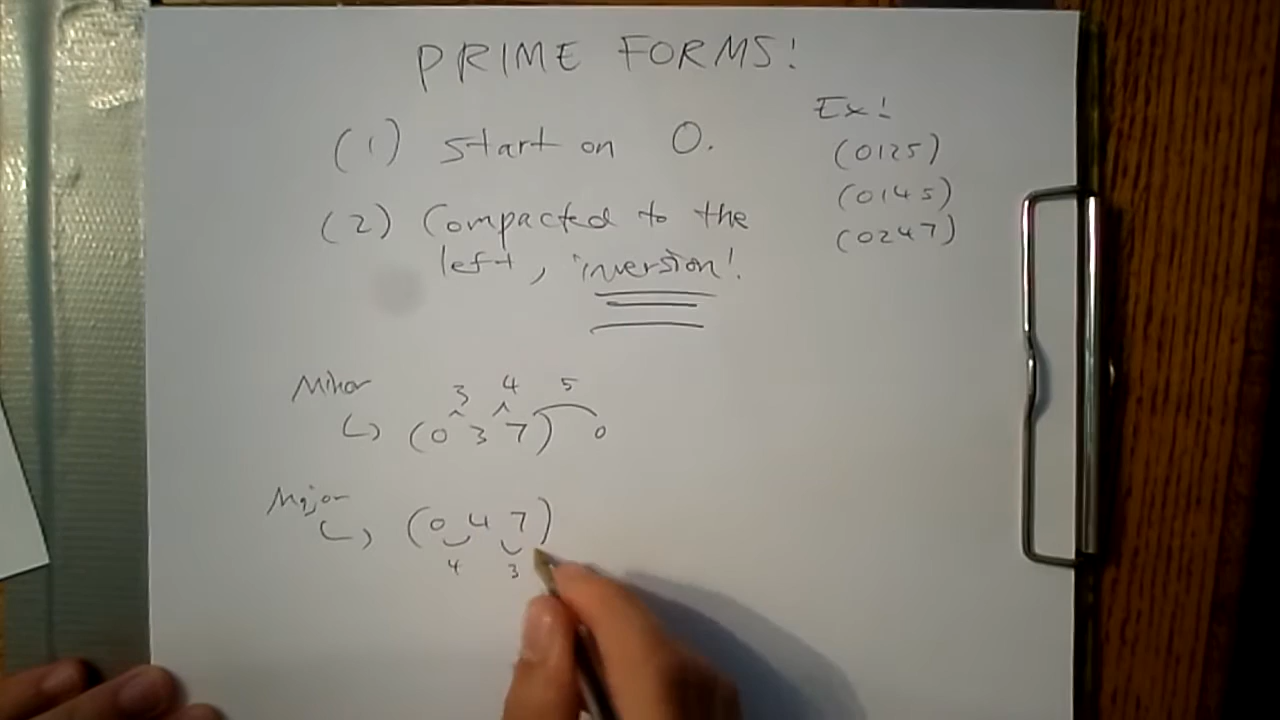 PRIME FORMS!
Ex!
(1) start on 0.
(0125)
(0145)
(2) Compacted to the
(0247)
left, inversion!
Minor
3 4 5
(0 3 7) 0
Major
(0 4 7)
4 3